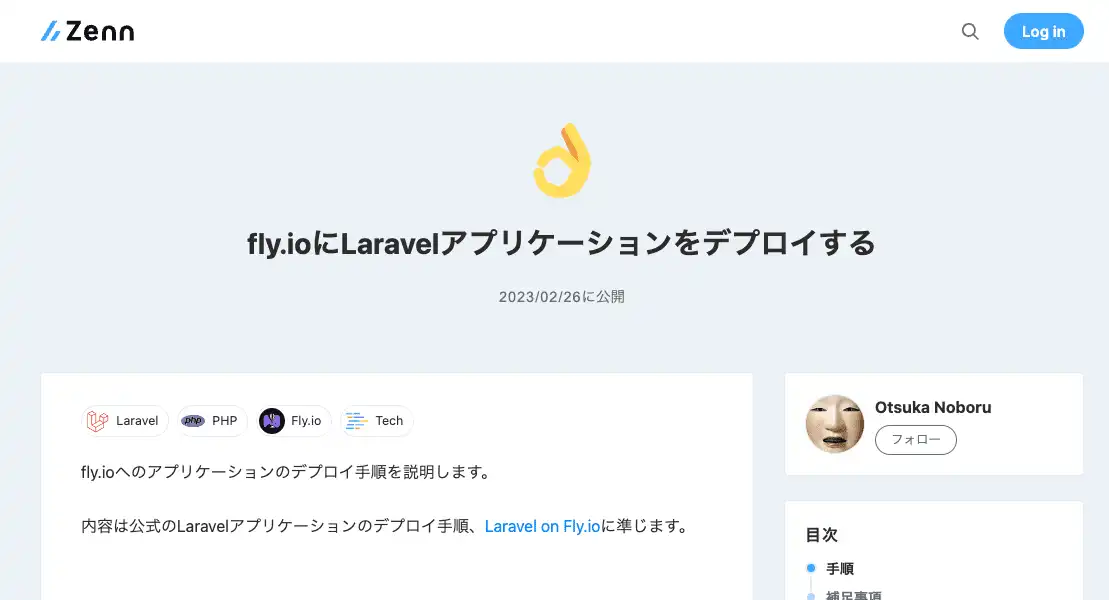 Zenn
Log in
fly.ioにLaravelアプリケーションをデプロイする
2023/02/26に公開
Laravel
php PHP
Fly.io
Tech
fly.ioへのアプリケーションのデプロイ手順を説明します。
内容は公式のLaravelアプリケーションのデプロイ手順、Laravel on Fly.ioに準じます。
Otsuka Noboru
フォロー
目次
手順
補足事項